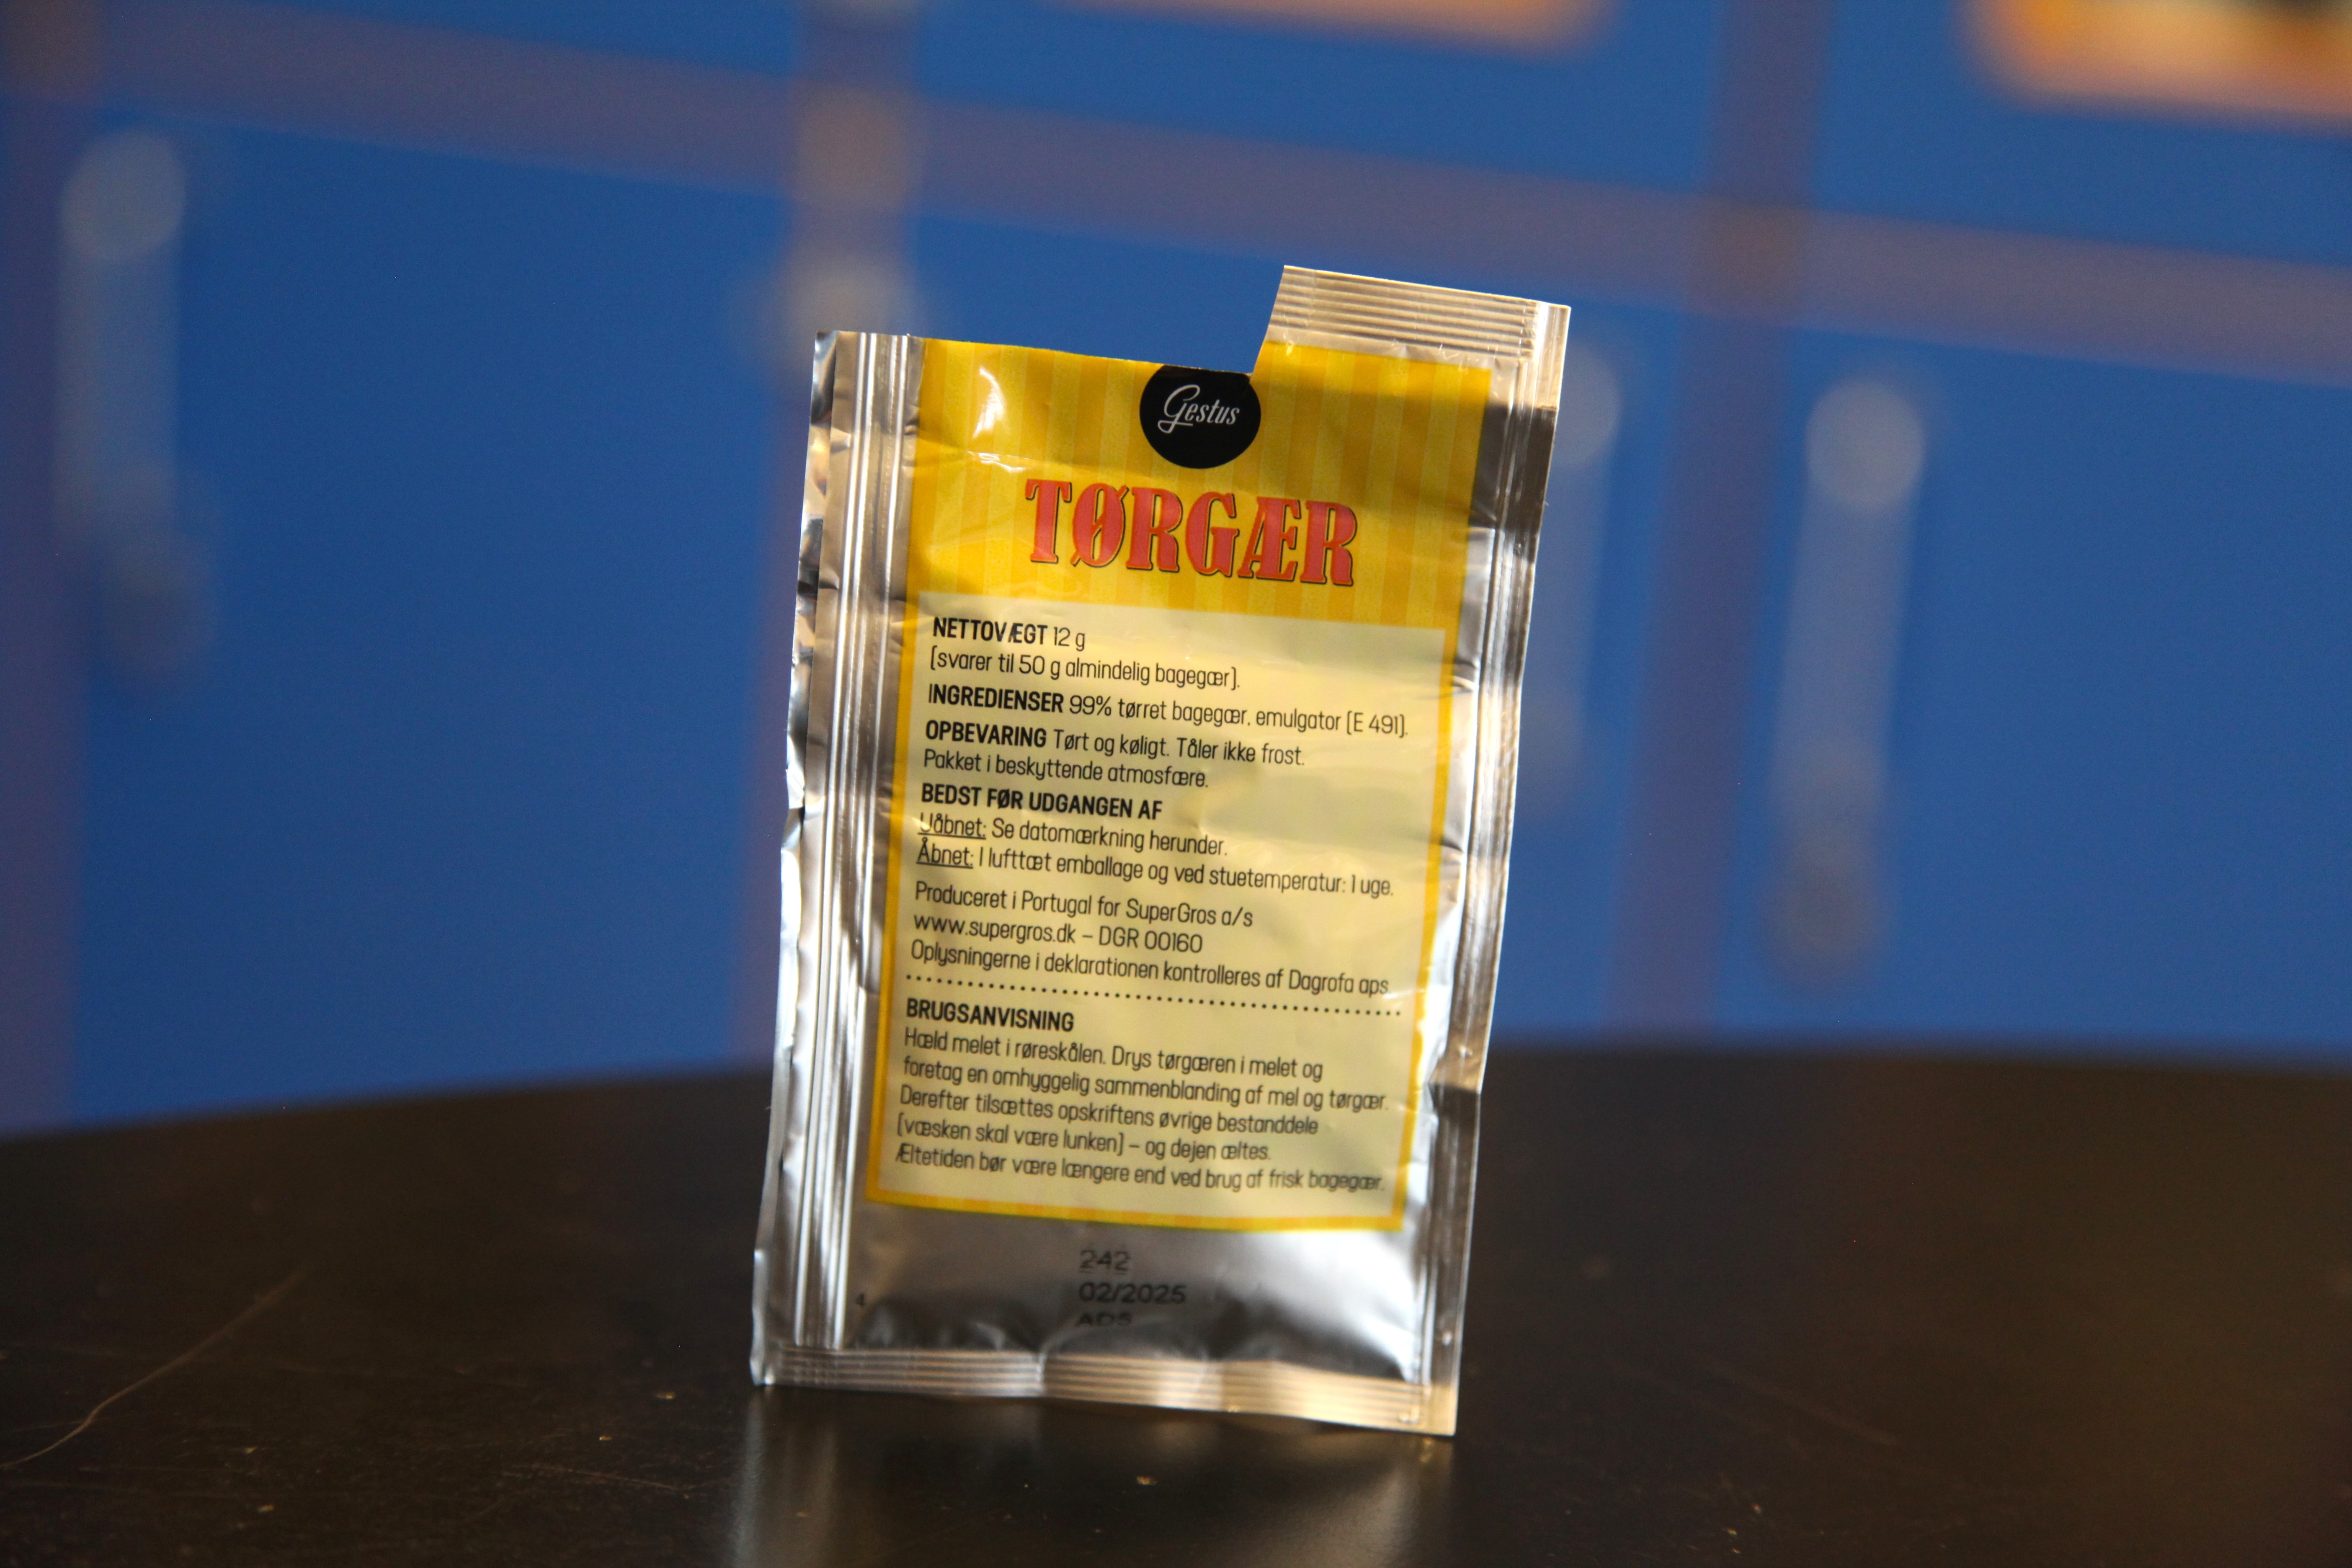 Gestus
TØRGÆR
NETTOVÆGT 12 g
(svarer til 50 g almindelig bagegær).
INGREDIENSER 99% tørret bagegær, emulgator (E 491).
OPBEVARING Tørt og køligt. Tåler ikke frost.
Pakket i beskyttende atmosfære.
BEDST FØR UDGANGEN AF
Uåbnet: Se datomærkning herunder.
Åbnet: I lufttæt emballage og ved stuetemperatur: 1 uge.
Produceret i Portugal for SuperGros a/s
www.supergros.dk – DGR 00160
Oplysningerne i deklarationen kontrolleres af Dagrofa aps.
BRUGSANVISNING
Hæld melet i røreskålen. Drys tørgæren i melet og
foretag en omhyggelig sammenblanding af mel og tørgær.
Derefter tilsættes opskriftens øvrige bestanddele
(væsken skal være lunken) – og dejen æltes.
Æltetiden bør være længere end ved brug af frisk bagegær.
242
02/2025
4